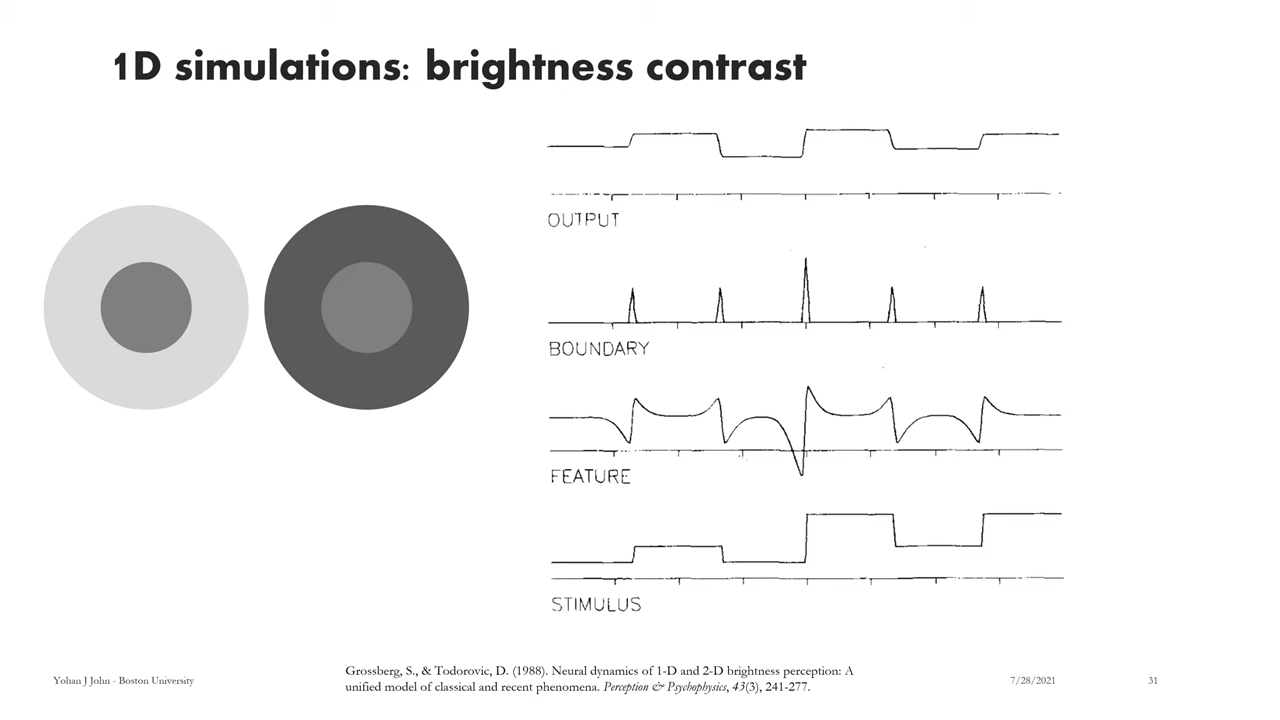 1D simulations: brightness contrast
OUTPUT
BOUNDARY
FEATURE
STIMULUS
Yohan J John - Boston University
Grossberg, S., & Todorovic, D. (1988). Neural dynamics of 1-D and 2-D brightness perception: A
unified model of classical and recent phenomena. Perception & Psychophysics, 43(3), 241-277.
7/28/2021
31